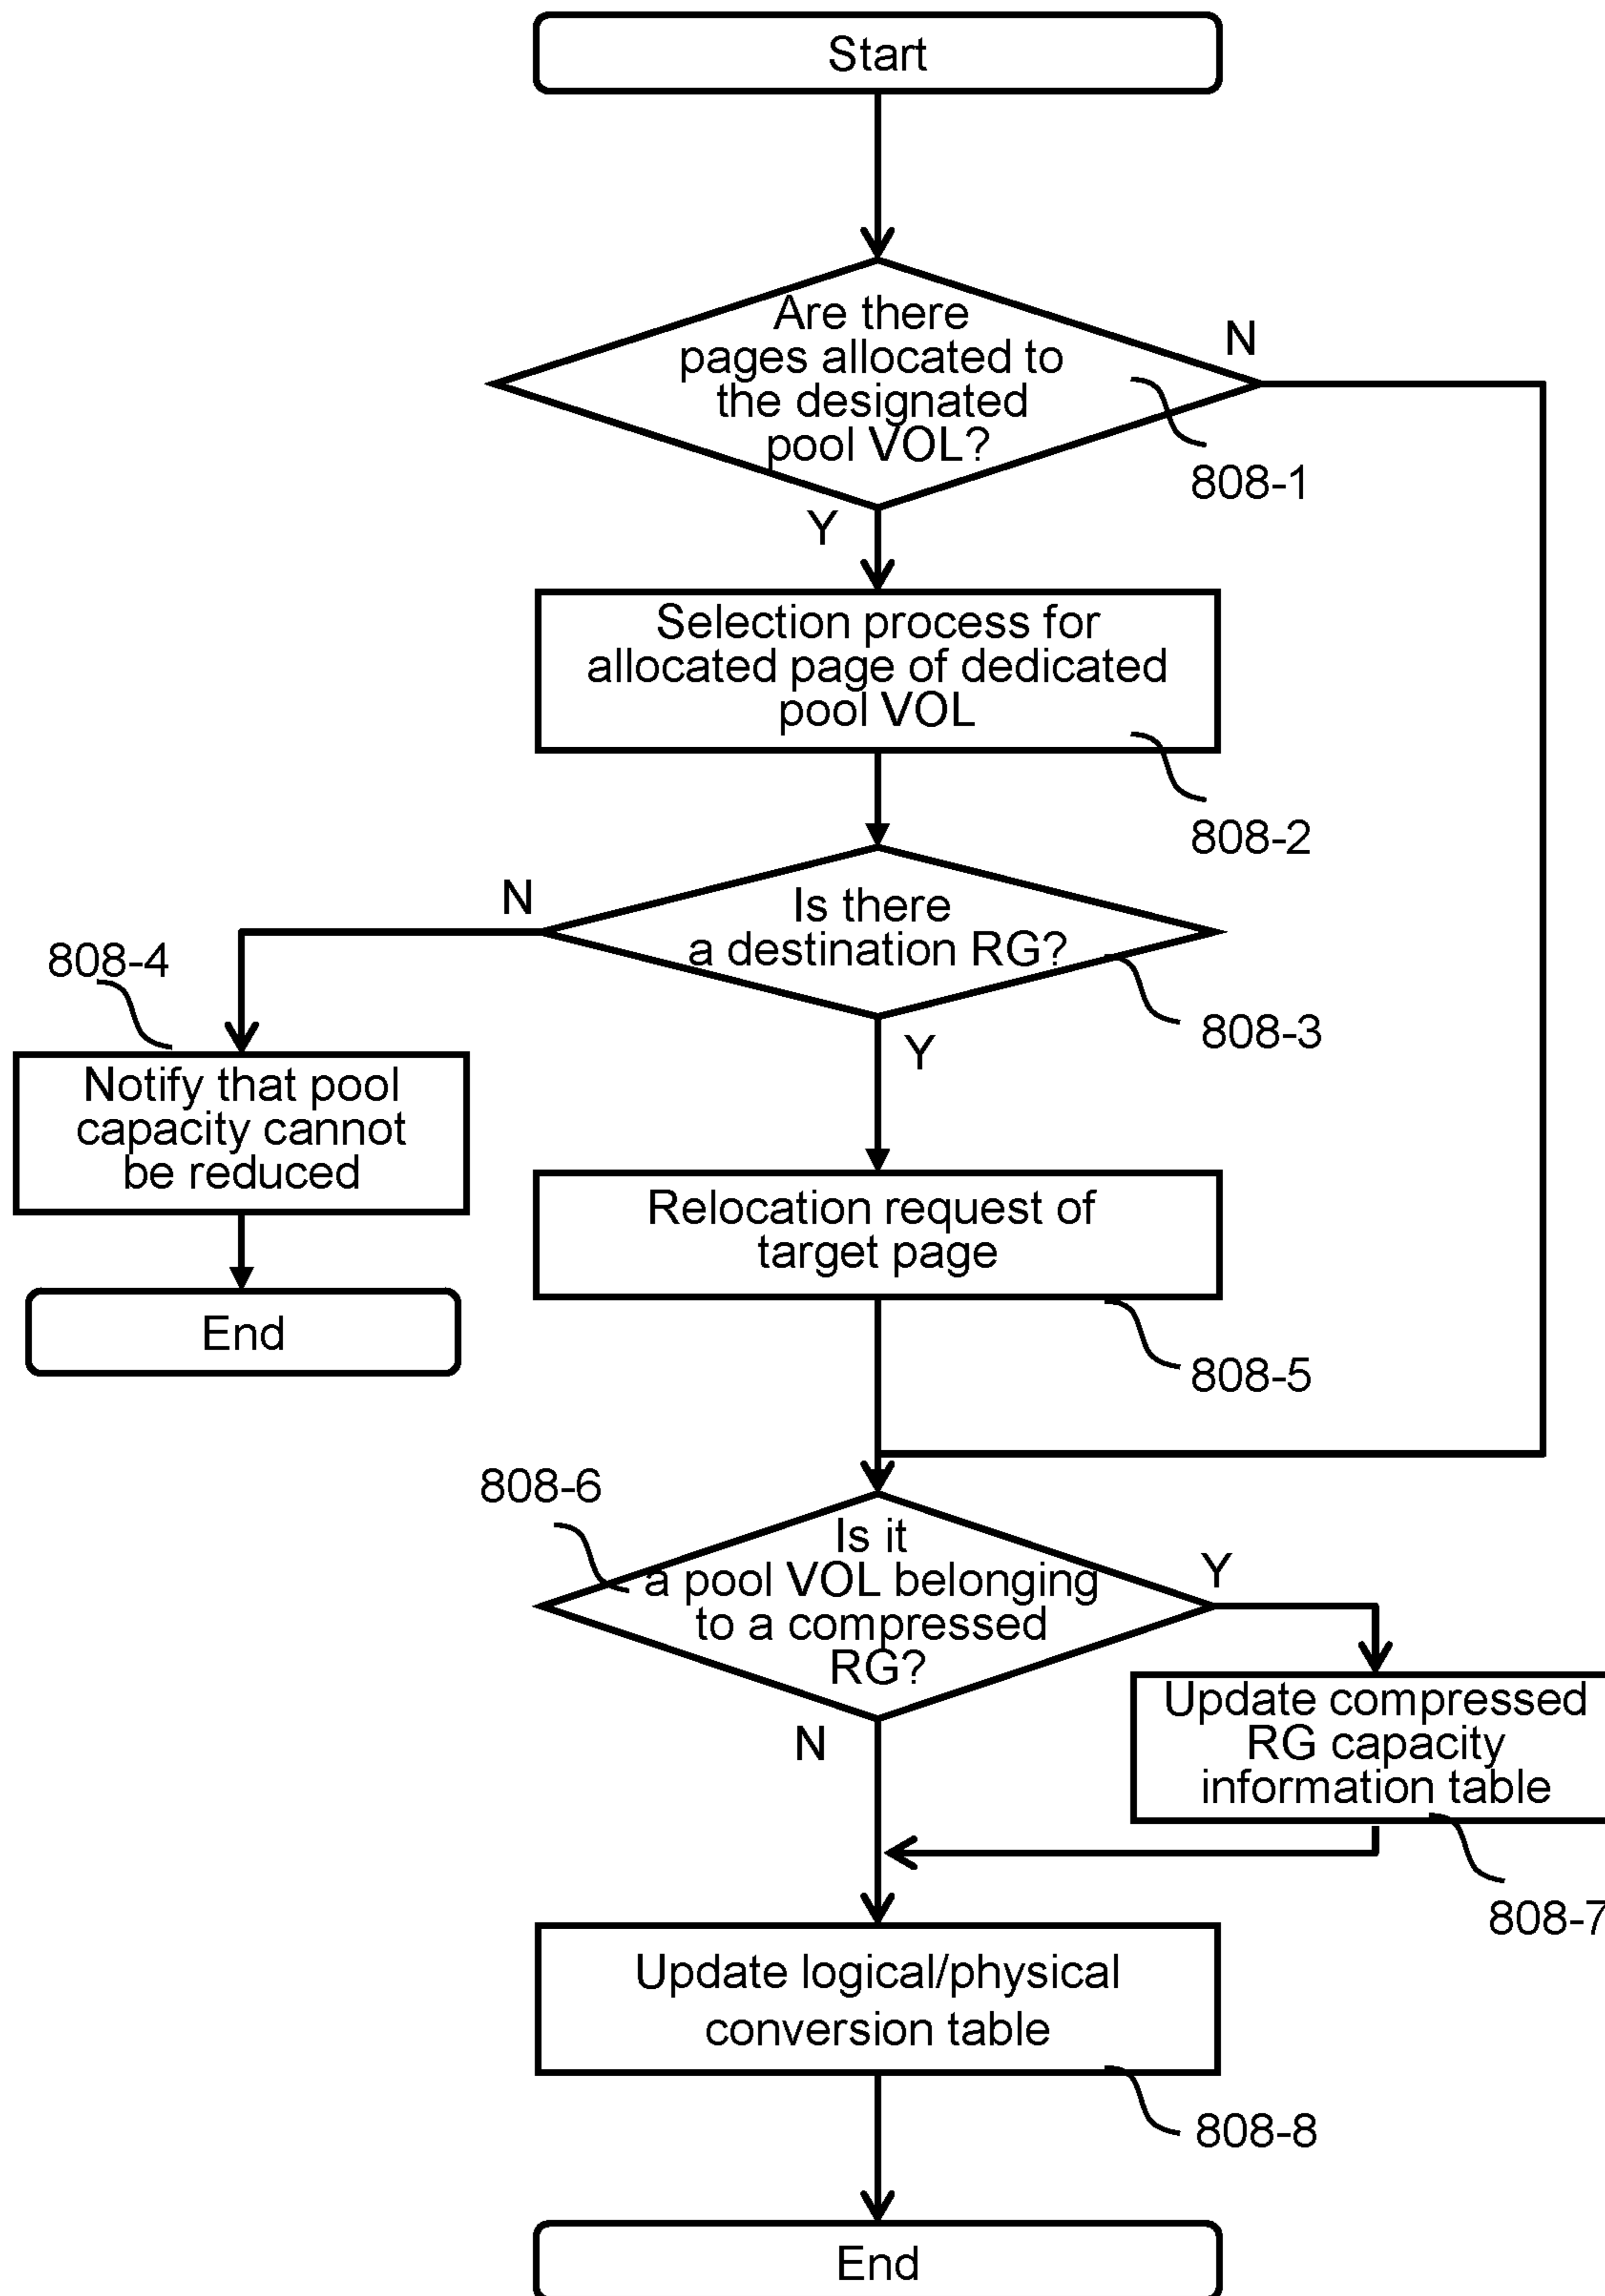 Start
Are there
pages allocated to
the designated
pool VOL?
N
808-1
Y
Selection process for
allocated page of dedicated
pool VOL
808-2
N
Is there
a destination RG?
808-4
808-3
Y
Notify that pool
capacity cannot
be reduced
Relocation request of
target page
End
808-5
808-6
Is it
a pool VOL belonging
to a compressed
RG?
Y
N
Update compressed
RG capacity
information table
808-7
Update logical/physical
conversion table
808-8
End